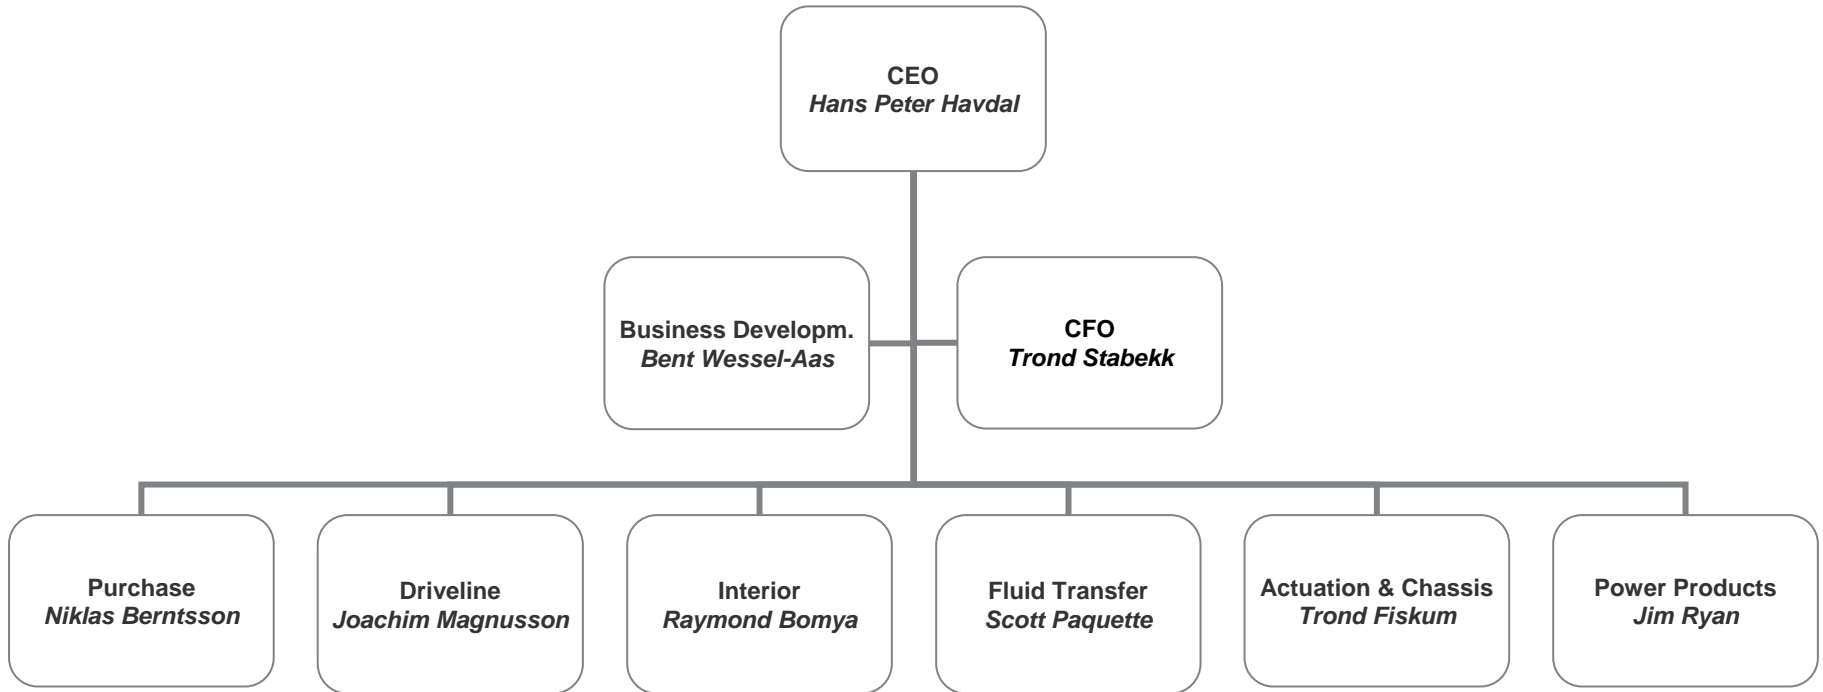 CEO
Hans Peter Havdal
Business Developm.
Bent Wessel-Aas
CFO
Trond Stabekk
Purchase
Niklas Berntsson
Driveline
Joachim Magnusson
Interior
Raymond Bomya
Fluid Transfer
Scott Paquette
Actuation & Chassis
Trond Fiskum
Power Products
Jim Ryan